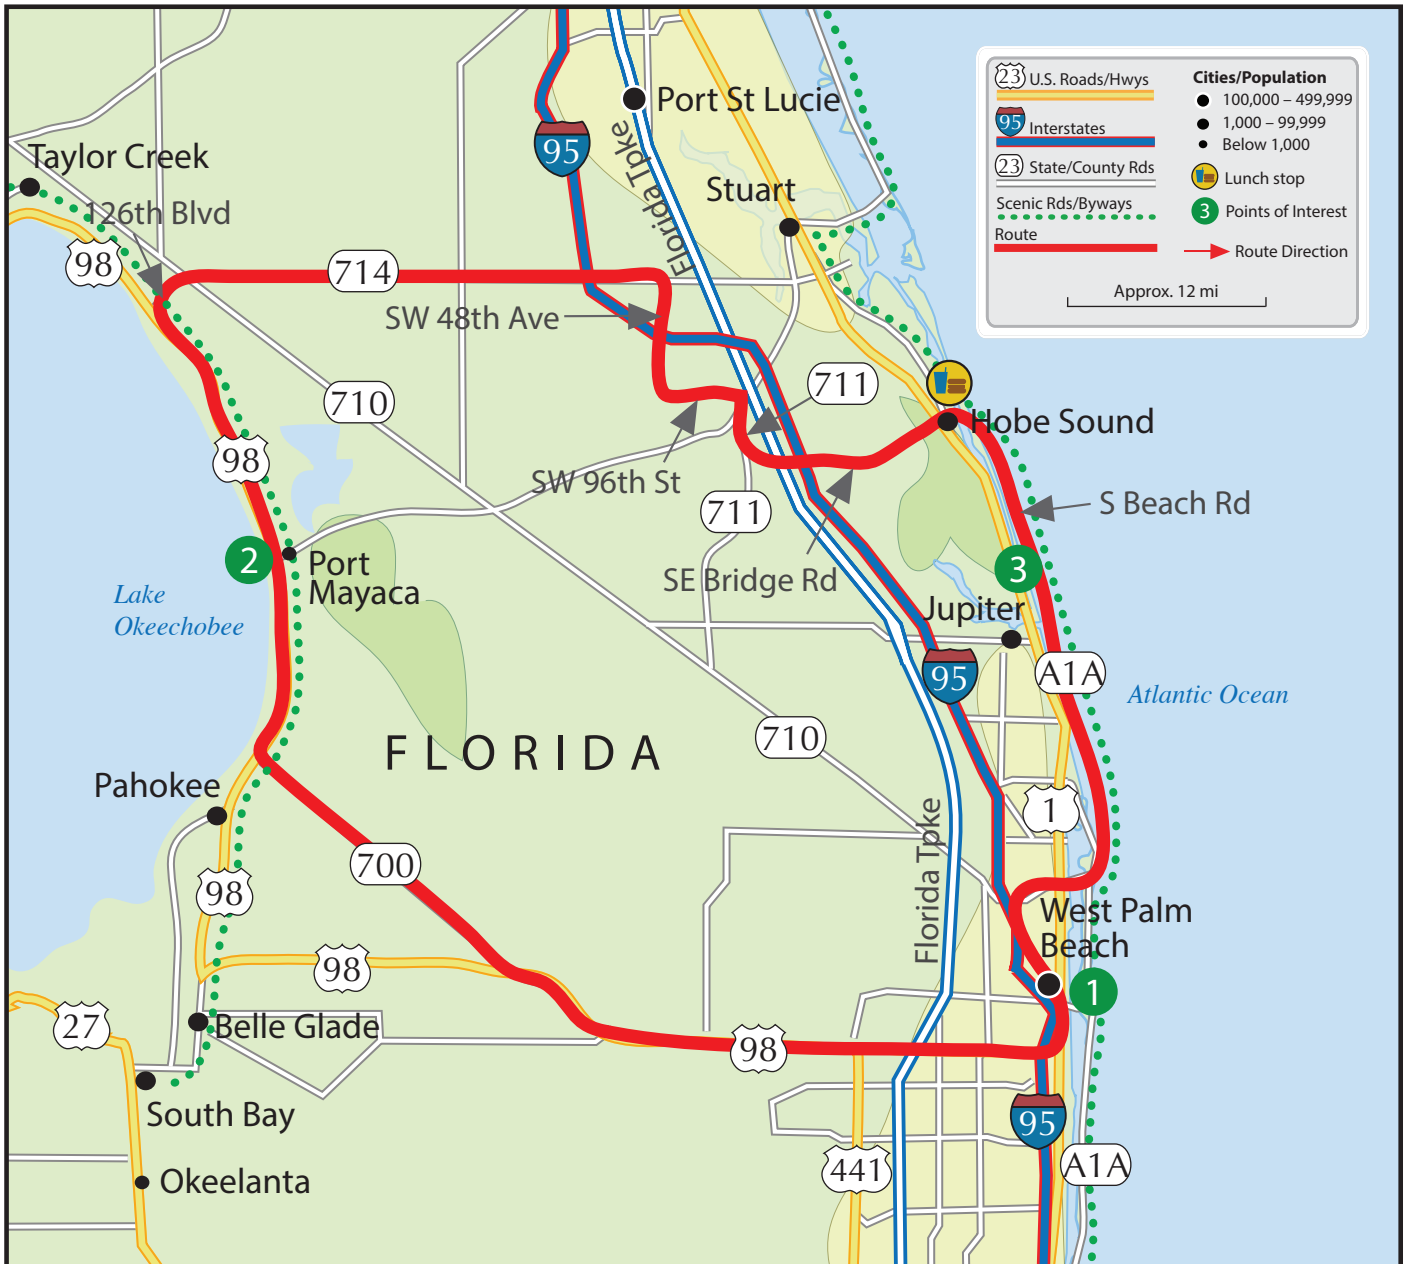 95
Port St Lucie
Florida Tpke
Taylor Creek
Stuart
126th Blvd
98
714
SW 48th Ave
710
711
Hobe Sound
98
SW 96th St
711
S Beach Rd
2
Port
Mayaca
SE Bridge Rd
3
Lake
Okeechobee
Jupiter
95
A1A
Atlantic Ocean
FLORIDA
710
Pahokee
1
700
98
Florida Tpke
West Palm
Beach
98
1
27
Belle Glade
98
South Bay
95
441
A1A
Okeelanta
23 U.S. Roads/Hwys
95 Interstates
23 State/County Rds
Scenic Rds/Byways
Route
Cities/Population
100,000 – 499,999
1,000 – 99,999
Below 1,000
Lunch stop
3 Points of Interest
Route Direction
Approx. 12 mi